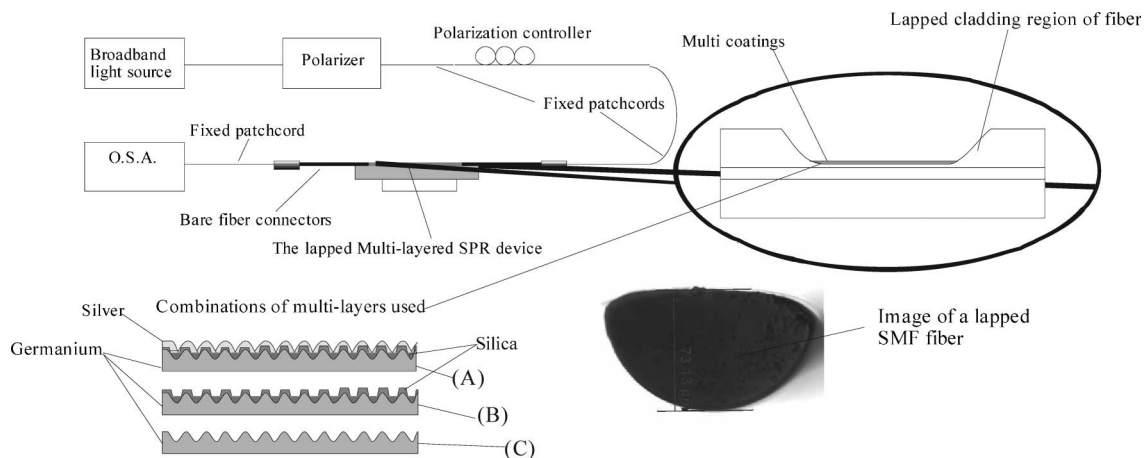 Lapped cladding region of fiber
Polarization controller
Multi coatings
Broadband
light source
Polarizer
Fixed patchcords
Fixed patchcord
O.S.A.
Bare fiber connectors
The lapped Multi-layered SPR device
Combinations of multi-layers used
Silver
Germanium
Silica
(A)
(B)
(C)
Image of a lapped
SMF fiber